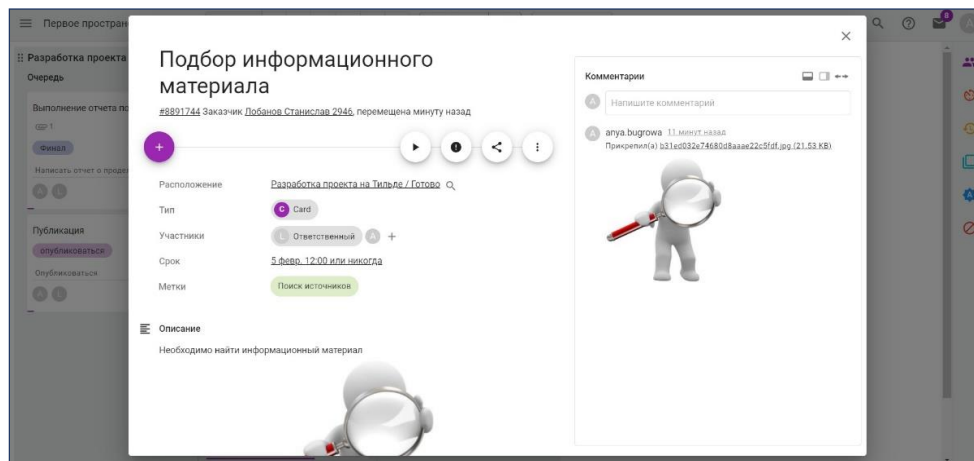 Первое простран
8
A
Разработка проекта
Очередь
Выполнение отчета по
1
Финал
Написать отчет о продел
A L
Публикация
опубликоваться
Опубликоваться
A L
Подбор информационного
материала
#8891744 Заказчик Лобанов Станислав 2946, перемещена минуту назад
Расположение Разработка проекта на Тильде / Готово
Тип C Card
Участники L Ответственный A +
Срок 5 февр. 12:00 или никогда
Метки Поиск источников
Описание
Необходимо найти информационный материал
Комментарии
A Напишите комментарий
A anya.bugrowa 11 минут назад
Прикрепил(а) b31ed032e74680d8aaae22c5fdf.jpg (21.53 KB)